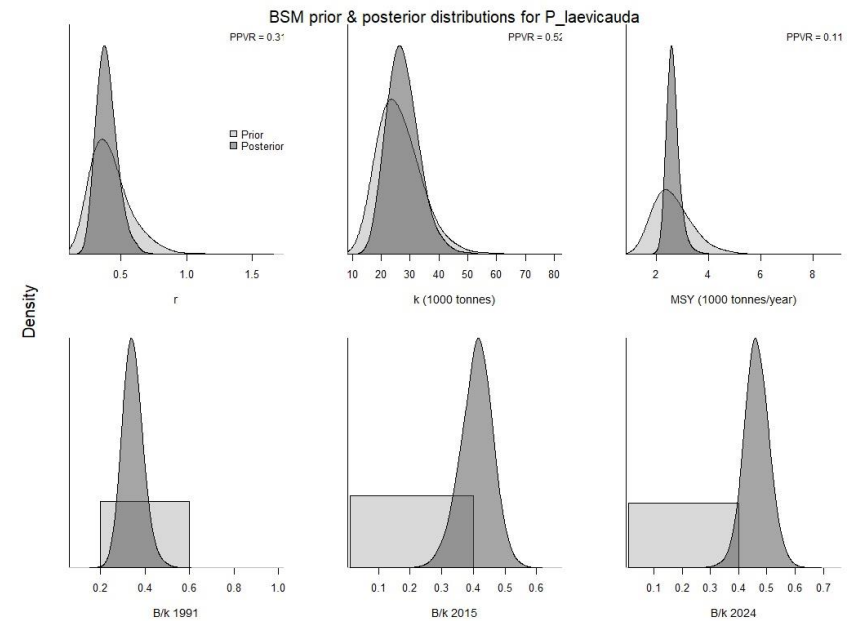 BSM prior & posterior distributions for P_laevicauda
PPVR = 0.31
PPVR = 0.52
PPVR = 0.11
Prior
Posterior
0.5 1.0 1.5
10 20 30 40 50 60 70 80
2 4 6 8
r
k (1000 tonnes)
MSY (1000 tonnes/year)
Density
0.2 0.4 0.6 0.8 1.0
0.1 0.2 0.3 0.4 0.5 0.6
0.1 0.2 0.3 0.4 0.5 0.6 0.7
B/k 1991
B/k 2015
B/k 2024